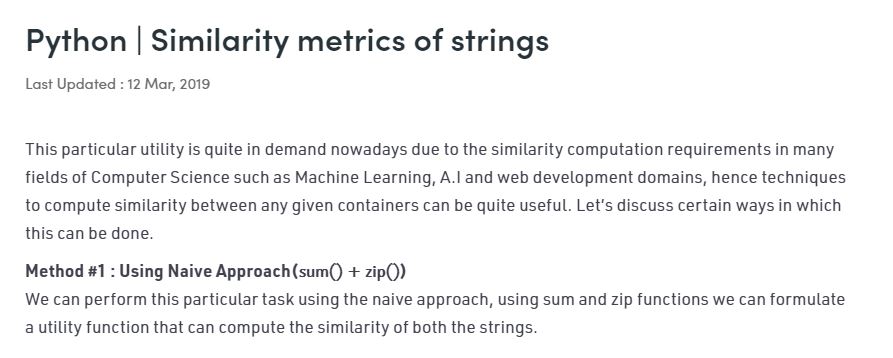 Python | Similarity metrics of strings
Last Updated : 12 Mar, 2019
This particular utility is quite in demand nowadays due to the similarity computation requirements in many
fields of Computer Science such as Machine Learning, A.I and web development domains, hence techniques
to compute similarity between any given containers can be quite useful. Let's discuss certain ways in which
this can be done.
Method #1 : Using Naive Approach(sum() + zip())
We can perform this particular task using the naive approach, using sum and zip functions we can formulate
a utility function that can compute the similarity of both the strings.